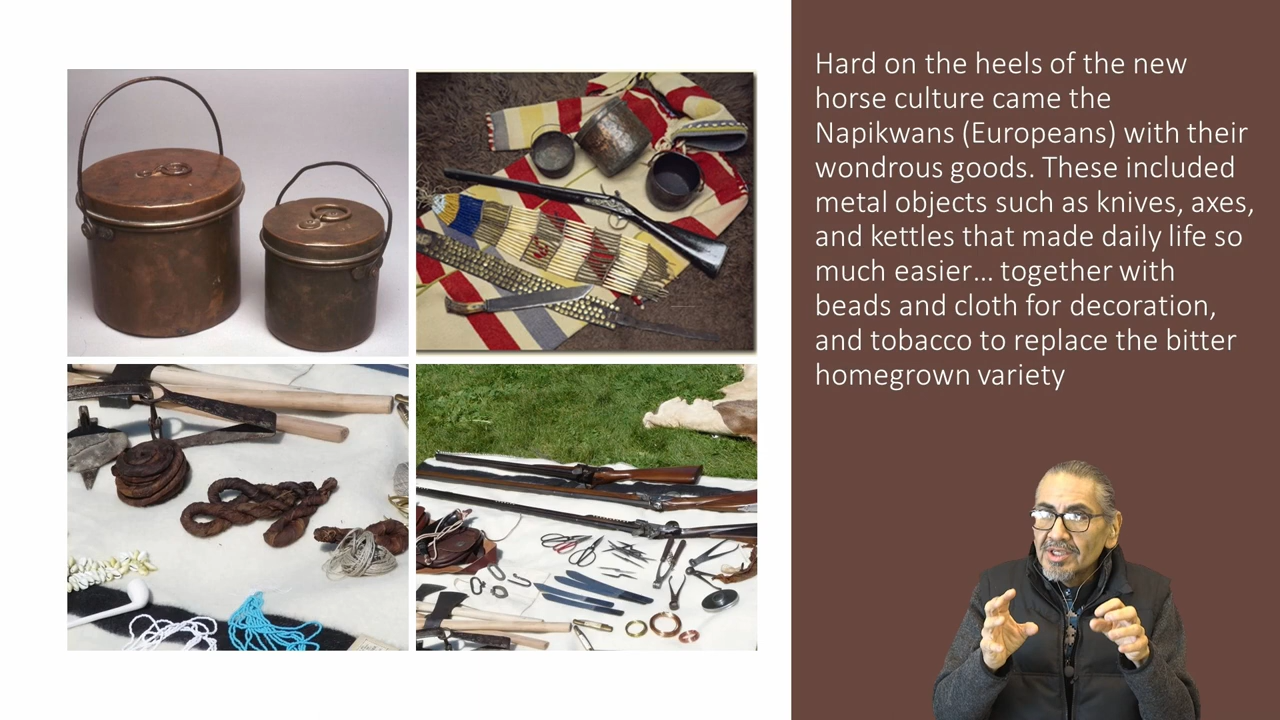 Hard on the heels of the new
horse culture came the
Napikwans (Europeans) with their
wondrous goods. These included
metal objects such as knives, axes,
and kettles that made daily life so
much easier... together with
beads and cloth for decoration,
and tobacco to replace the bitter
homegrown variety